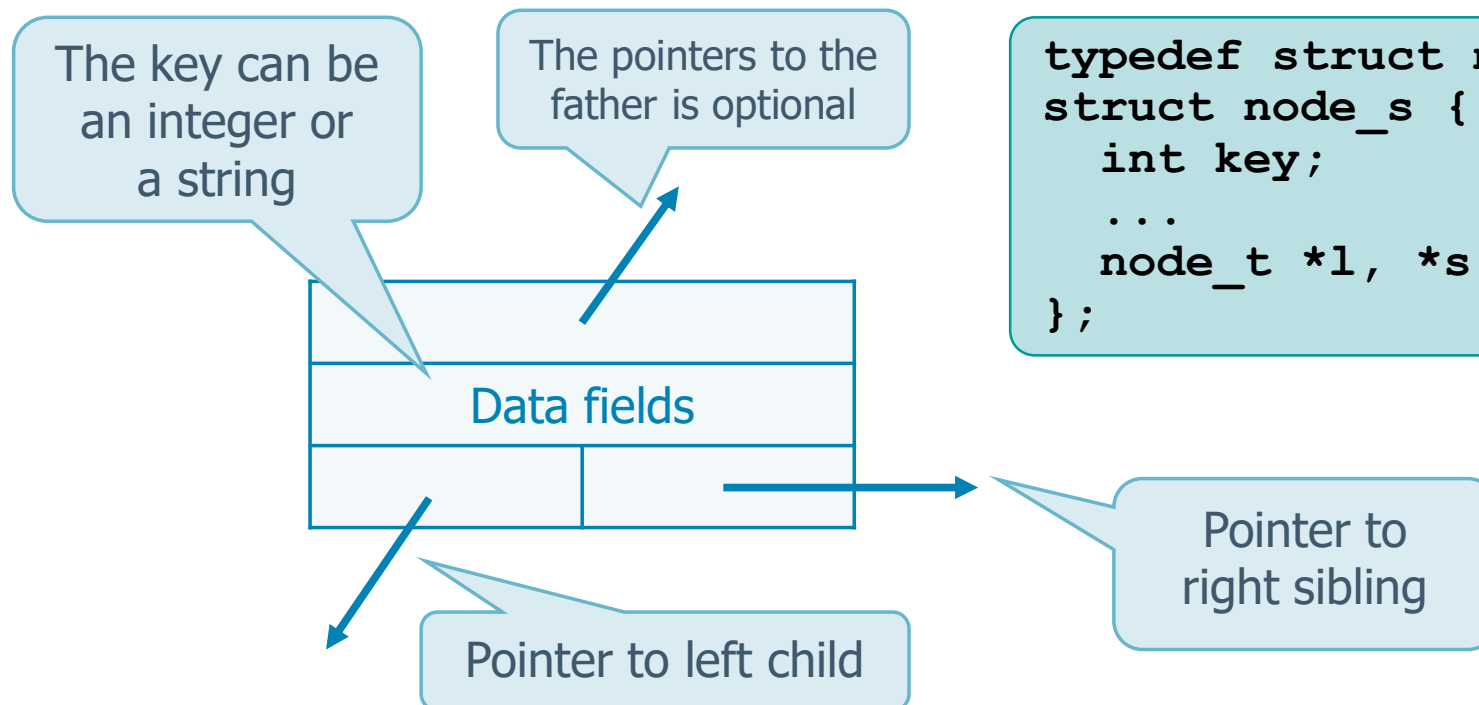 The key can be
an integer or
a string
The pointers to the
father is optional
typedef struct
struct node_s {
int key;
...
node_t *l, *s
};
Data fields
Pointer to
right sibling
Pointer to left child